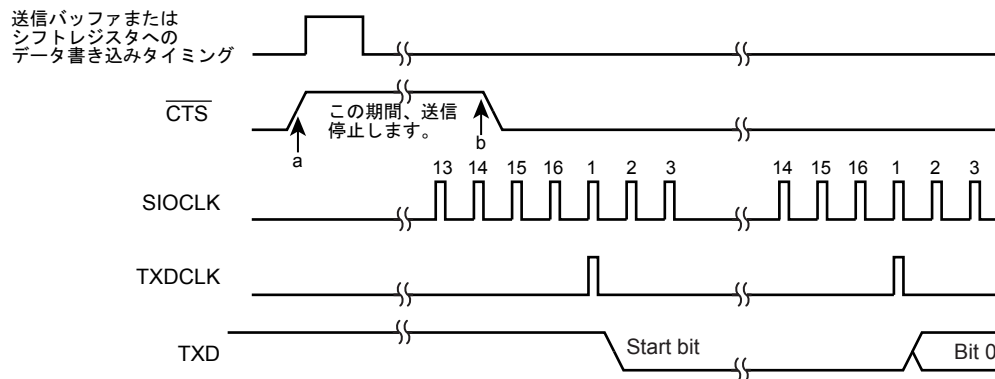 送信バッファまたは
シフトレジスタへの
データ書き込みタイミング
CTS
この期間、送信
停止します。
a
b
13 14 15 16 1 2 3 14 15 16 1 2 3
SIOCLK
TXDCLK
TXD
Start bit
Bit 0